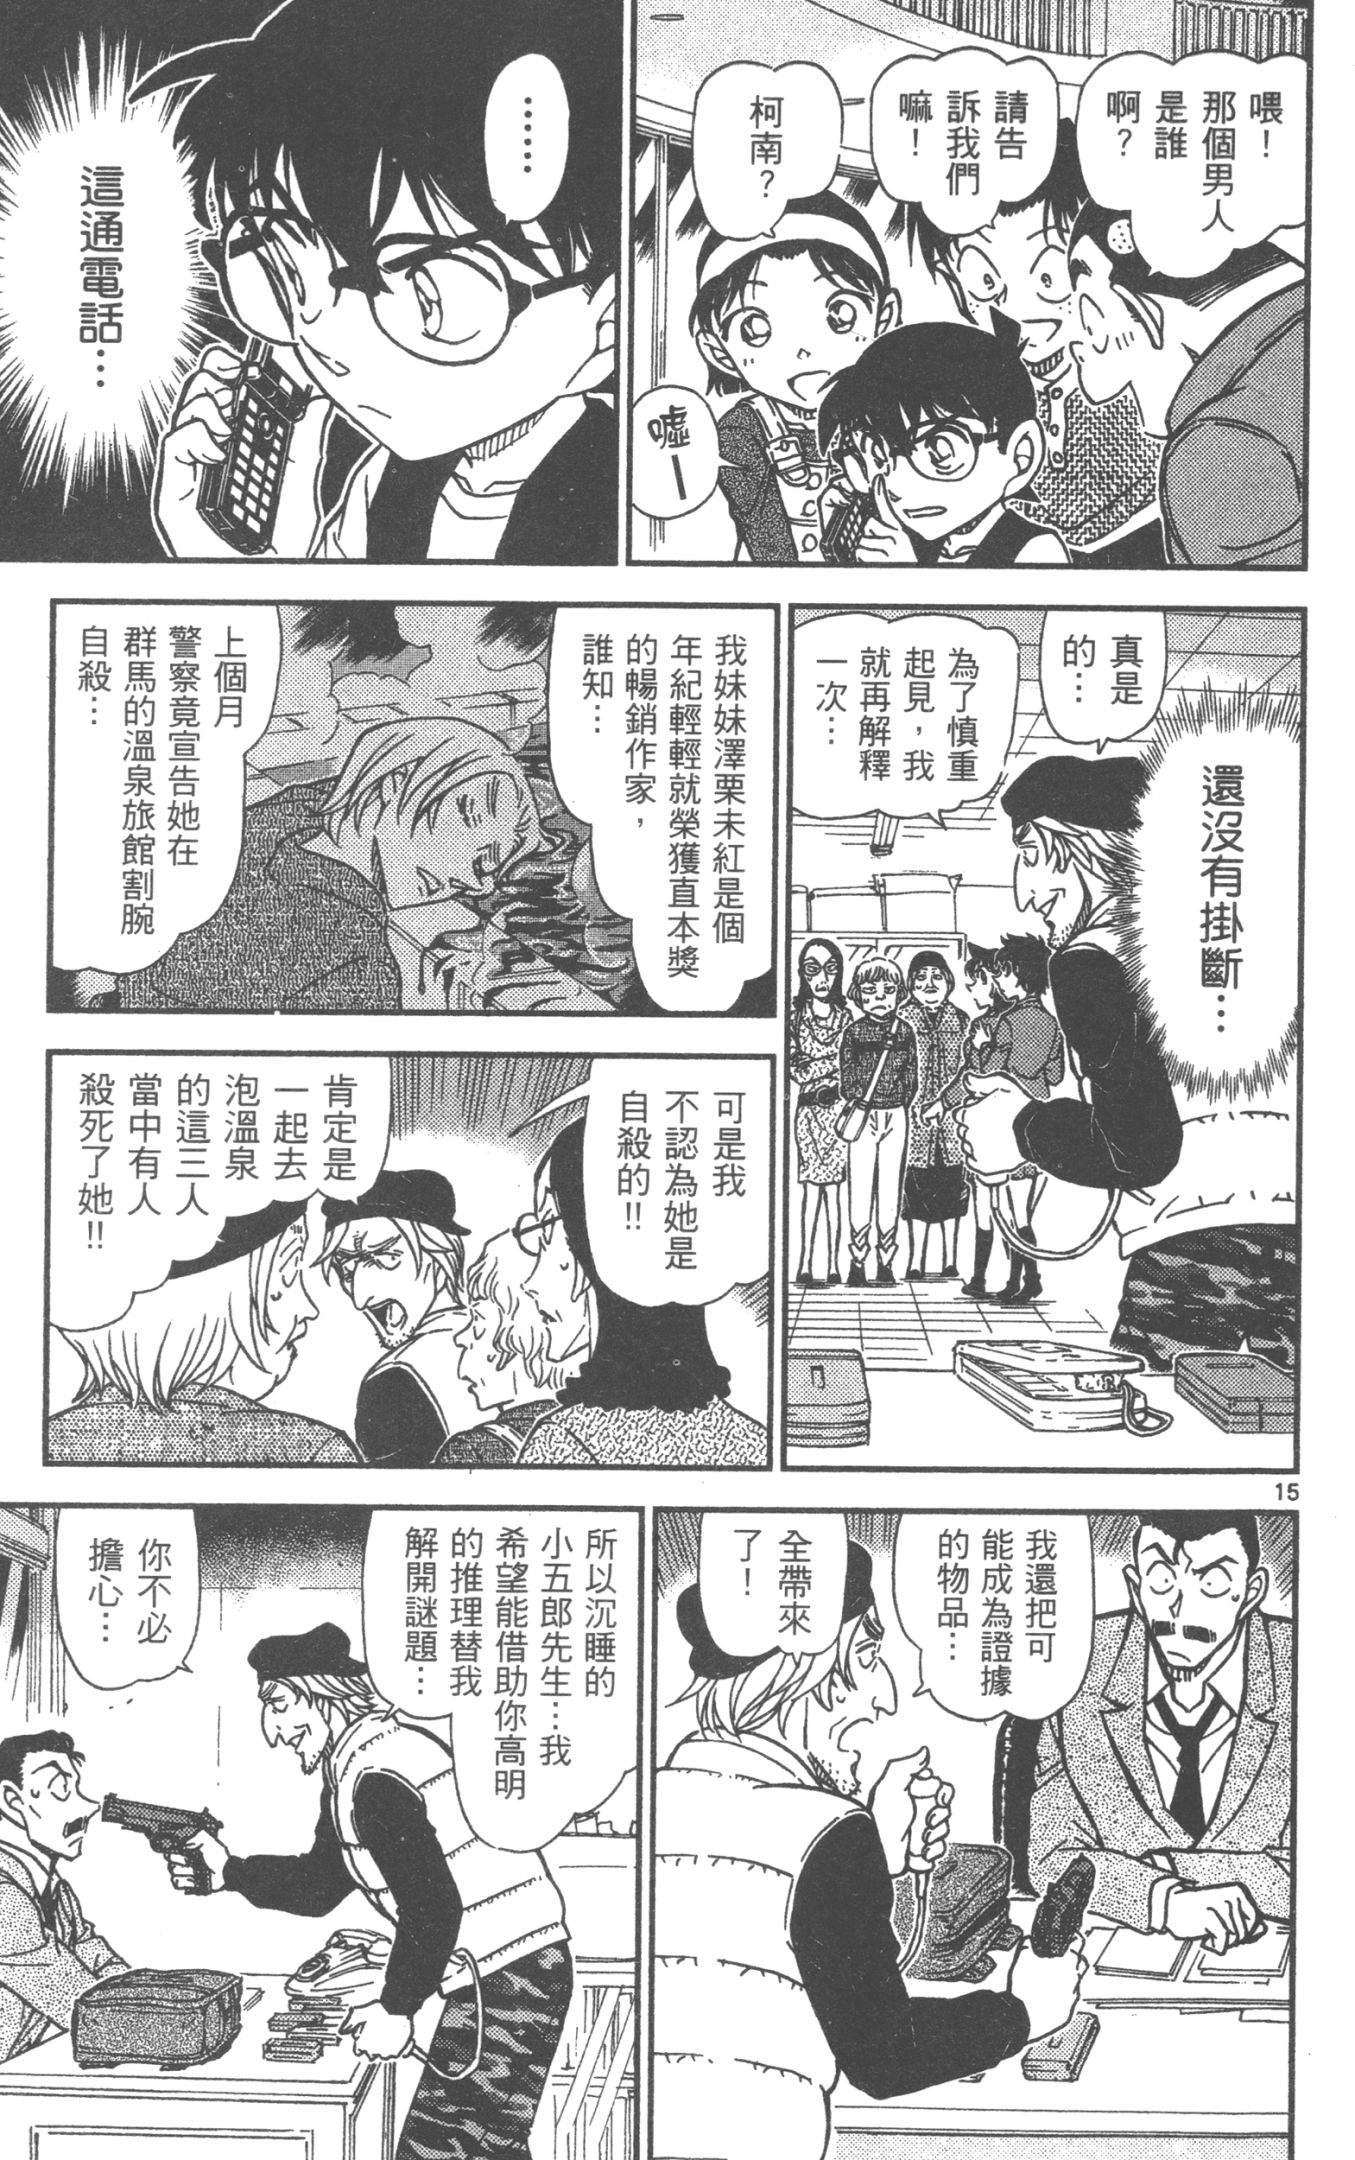 喂！
那個男人
是誰
啊？
請告
訴我們
嘛！
柯南？
噓ー
⋯⋯
這通電話⋯
真是
的⋯
還沒有掛斷⋯
為了慎重
起見，我
就再解釋
一次⋯
我妹妹澤栗未紅是個
年紀輕輕就榮獲直本獎
的暢銷作家，
誰知⋯
上個月
警察竟宣告她在
群馬的溫泉旅館割腕
自殺⋯
可是我
不認為她是
自殺的!!
肯定是
一起去
泡溫泉
的這三人
當中有人
殺死了她!!
15
我還把可
能成為證據
的物品⋯
全帶來
了！
所以沉睡的
小五郎先生⋯我
希望能借助你高明
的推理替我
解開謎題⋯
你不必
擔心⋯